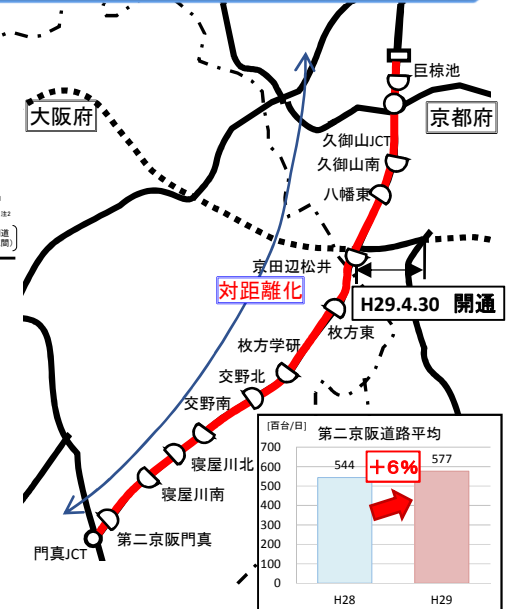 巨椋池
大阪府
京都府
久御山JCT
久御山南
八幡東
注2
道
間)
京田辺松井
対距離化
H29.4.30 開通
枚方東
枚方学研
交野北
交野南
寝屋川北
寝屋川南
第二京阪門真
門真JCT
[百台/日]
第二京阪道路平均
700
600
500
400
300
200
100
0
544
+6%
577
H28
H29